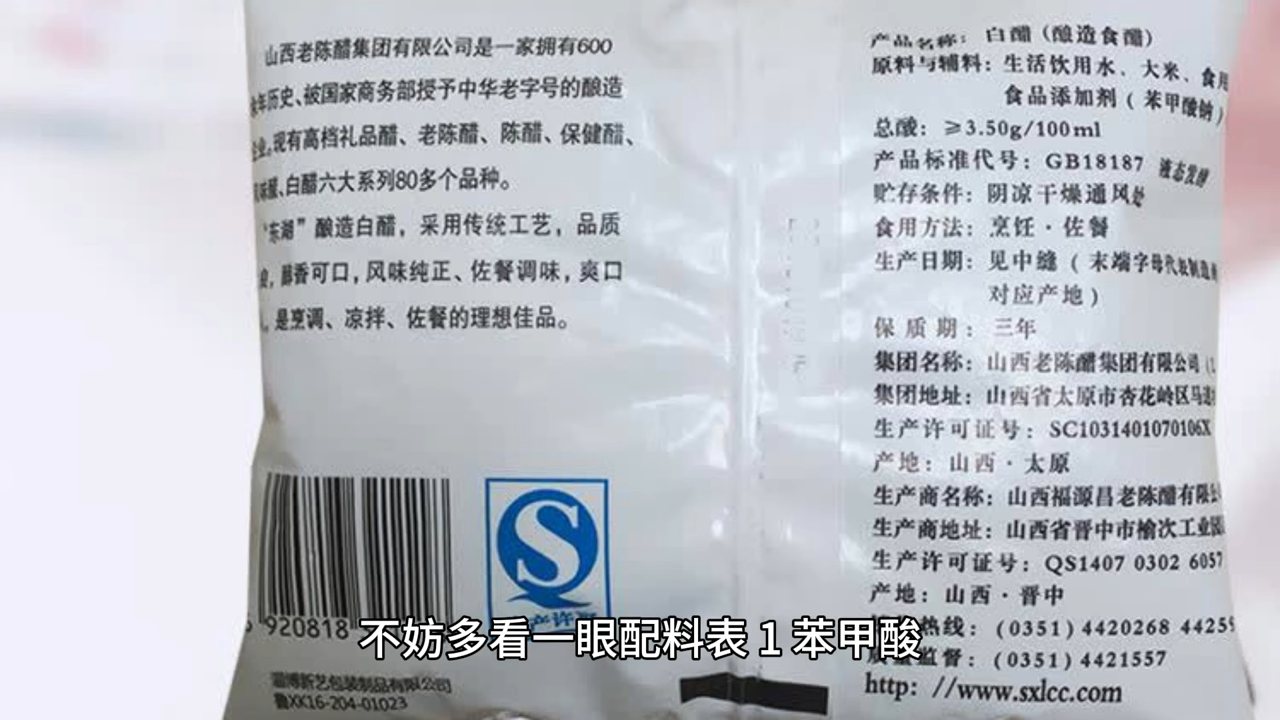 山西老陈醋集团有限公司是一家拥有600
年历史、被国家商务部授予中华老字号的酿造
现有高档礼品醋、老陈醋、陈醋、保健醋、
白醋六大系列80多个品种。
“东湖”酿造白醋，采用传统工艺，品质
醇香可口，风味纯正、佐餐调味，爽口
是烹调、凉拌、佐餐的理想佳品。
920818
淄博新艺包装制品有限公司
鲁XK16-204-01023
产品名称：白醋（酿造食醋）
原料与辅料：生活饮用水、大米、食用
食品添加剂（苯甲酸钠）
总酸：≥3.50g/100ml
产品标准代号：GB18187 液态发酵
贮存条件：阴凉干燥通风处
食用方法：烹饪·佐餐
生产日期：见中缝（末端字母代表制造商
对应产地）
保质期：三年
集团名称：山西老陈醋集团有限公司
集团地址：山西省太原市杏花岭区马道
生产许可证号：SC1031401070106X
产地：山西·太原
生产商名称：山西福源昌老陈醋有限公
生产商地址：山西省晋中市榆次工业园
生产许可证号：QS1407 0302 6057
产地：山西·晋中
热线：(0351) 4420268 4425
质量监督：(0351) 4421557
http: //www.sxlcc.com
不妨多看一眼配料表 1 苯甲酸